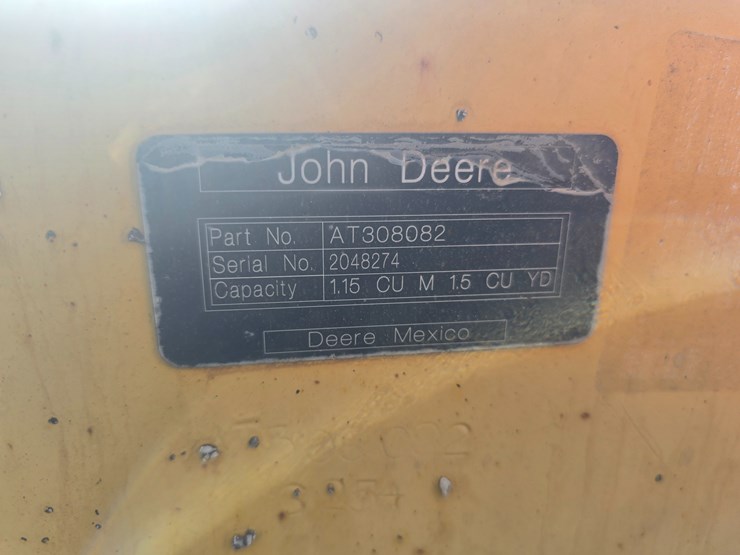 John Deere
Part No. AT308082
Serial No. 2048274
Capacity 1.15 CU M 1.5 CU YD
Deere Mexico